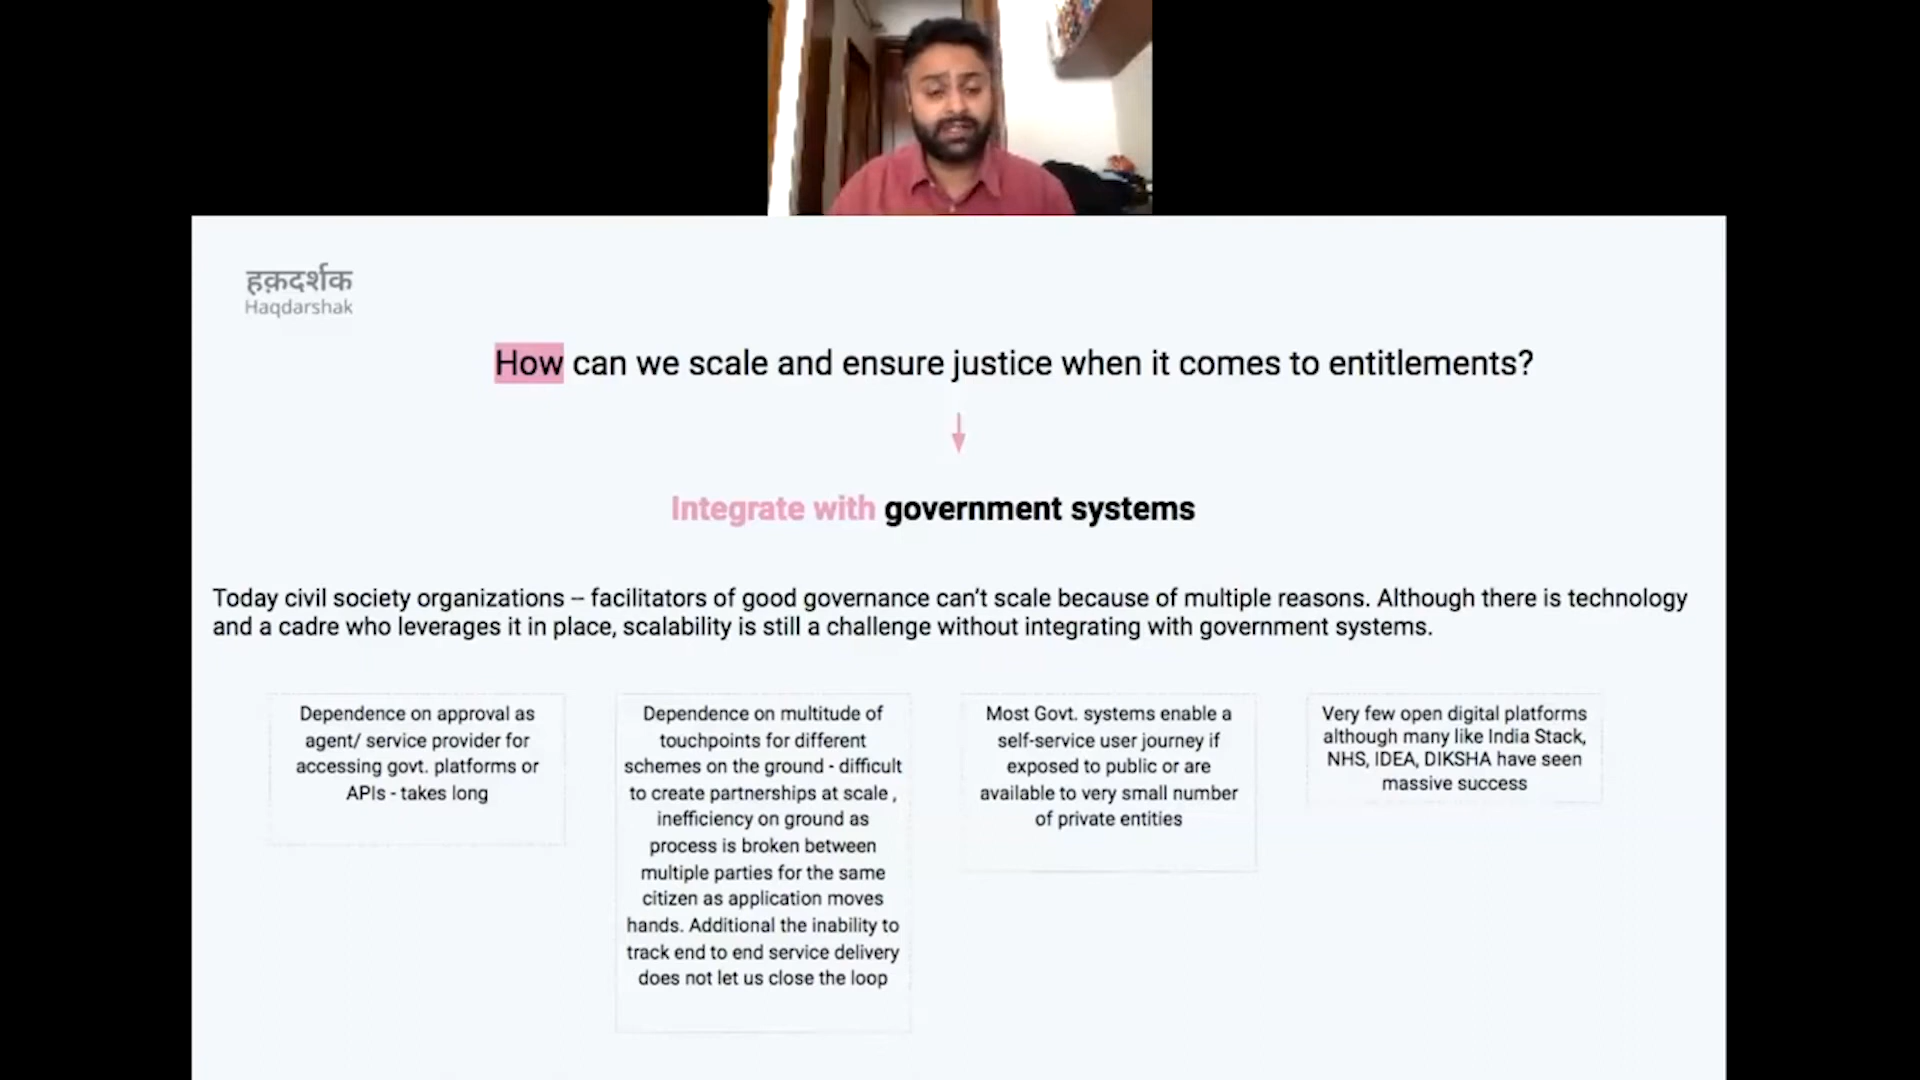 हक़दर्शक
Haqdarshak
How can we scale and ensure justice when it comes to entitlements?
Integrate with government systems
Today civil society organizations – facilitators of good governance can't scale because of multiple reasons. Although there is technology
and a cadre who leverages it in place, scalability is still a challenge without integrating with government systems.
Dependence on approval as
agent/ service provider for
accessing govt. platforms or
APIs - takes long
Dependence on multitude of
touchpoints for different
schemes on the ground - difficult
to create partnerships at scale ,
inefficiency on ground as
process is broken between
multiple parties for the same
citizen as application moves
hands. Additional the inability to
track end to end service delivery
does not let us close the loop
Most Govt. systems enable a
self-service user journey if
exposed to public or are
available to very small number
of private entities
Very few open digital platforms
although many like India Stack,
NHS, IDEA, DIKSHA have seen
massive success